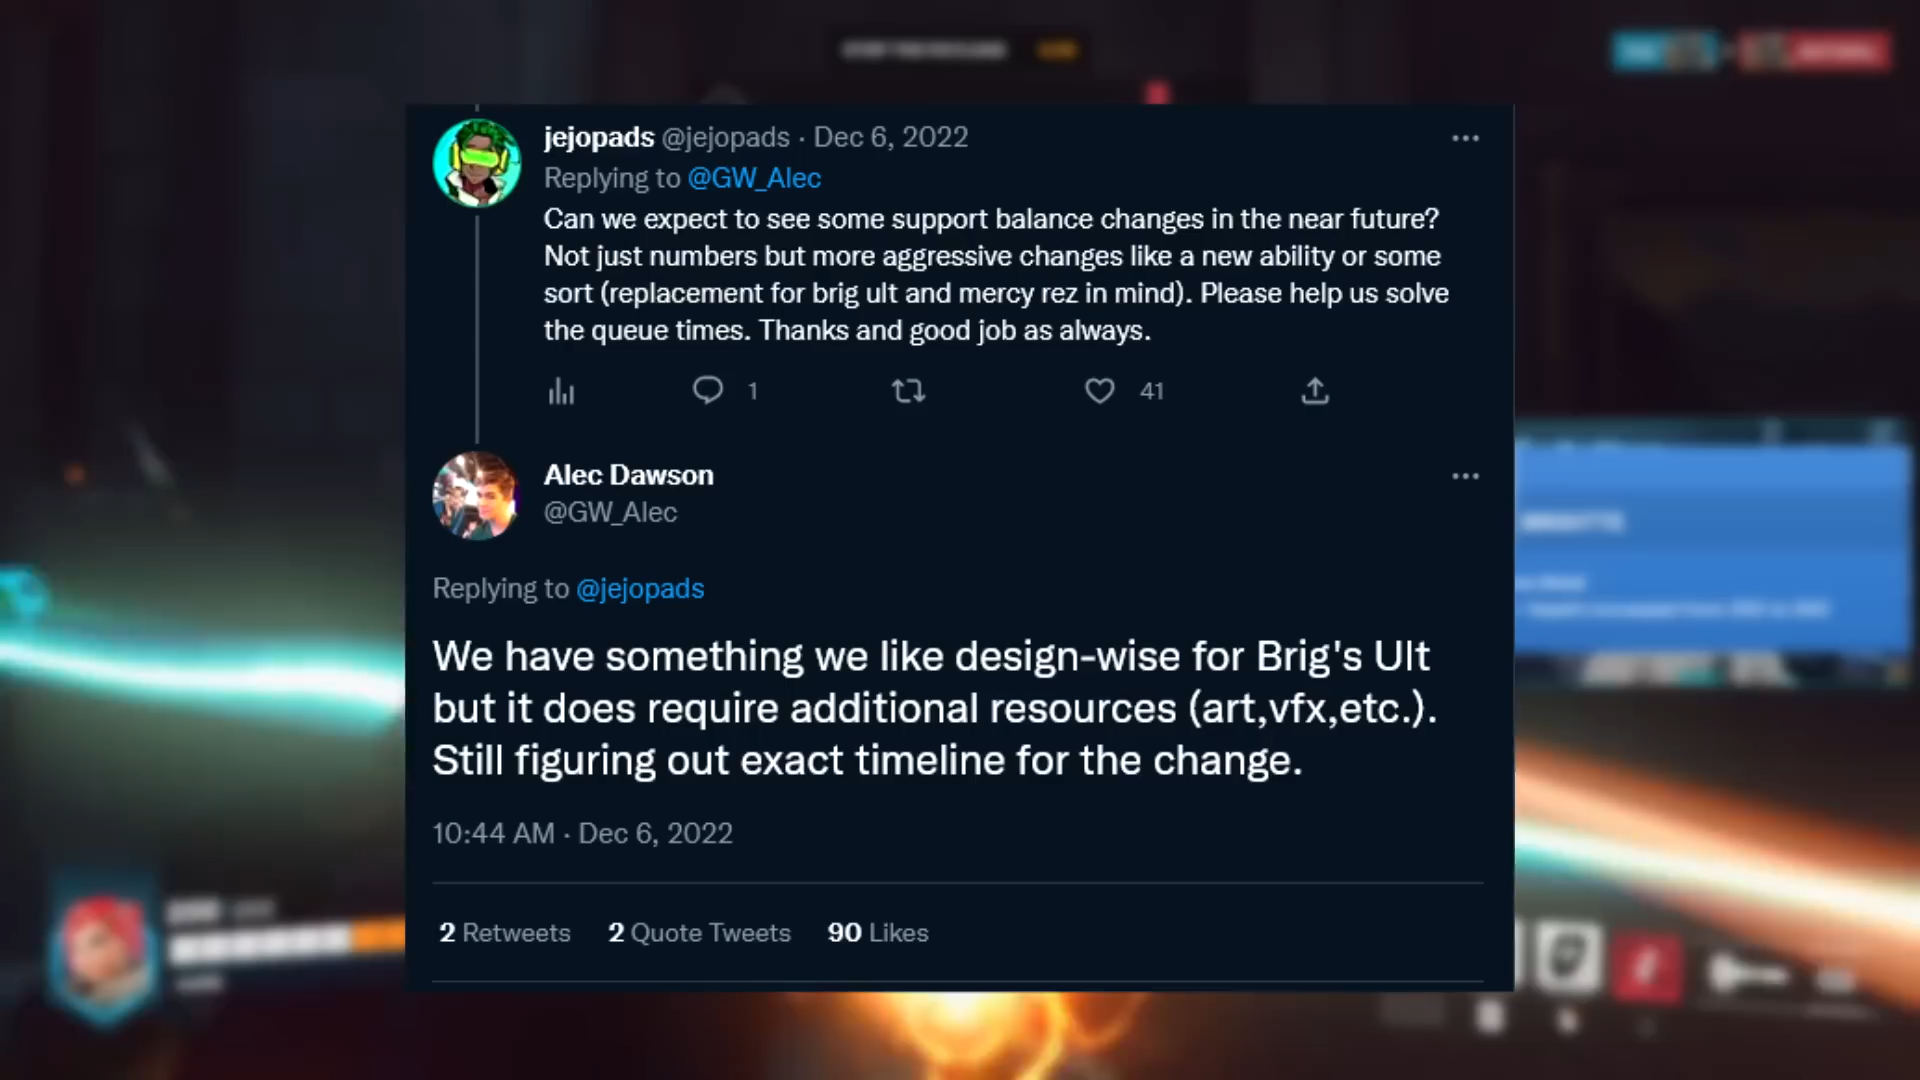 jejopads @jejopads · Dec 6, 2022
Replying to @GW_Alec
Can we expect to see some support balance changes in the near future?
Not just numbers but more aggressive changes like a new ability or some
sort (replacement for brig ult and mercy rez in mind). Please help us solve
the queue times. Thanks and good job as always.
1
41
Alec Dawson
@GW_Alec
Replying to @jejopads
We have something we like design-wise for Brig's Ult
but it does require additional resources (art,vfx,etc.).
Still figuring out exact timeline for the change.
10:44 AM · Dec 6, 2022
2 Retweets 2 Quote Tweets 90 Likes
BRIGITTE